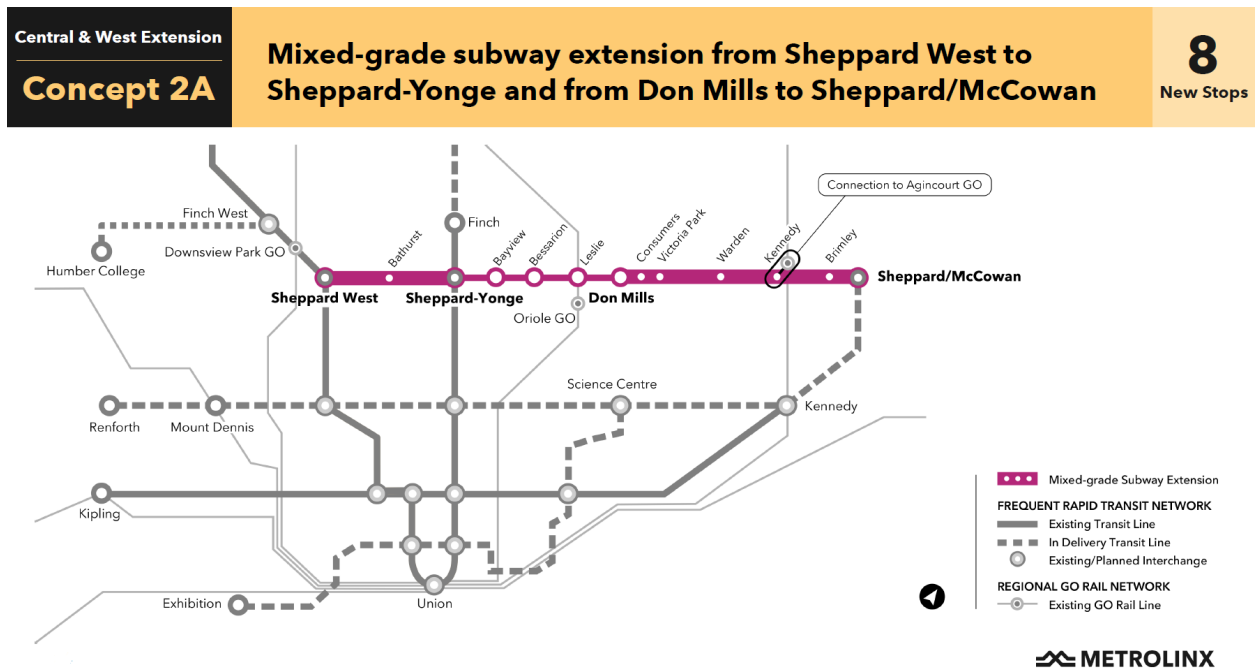 Central & West Extension
Concept 2A
Mixed-grade subway extension from Sheppard West to
Sheppard-Yonge and from Don Mills to Sheppard/McCowan
8
New Stops
Connection to Agincourt GO
Finch West
Finch
Downsview Park GO
Humber College
Bathurst
Bayview
Bessarion
Leslie
Consumers
Victoria Park
Warden
Kennedy
Brimley
Sheppard West
Sheppard-Yonge
Don Mills
Sheppard/McCowan
Oriole GO
Science Centre
Renforth
Mount Dennis
Kennedy
Kipling
Exhibition
Union
Mixed-grade Subway Extension
FREQUENT RAPID TRANSIT NETWORK
Existing Transit Line
In Delivery Transit Line
Existing/Planned Interchange
REGIONAL GO RAIL NETWORK
Existing GO Rail Line
METROLINX